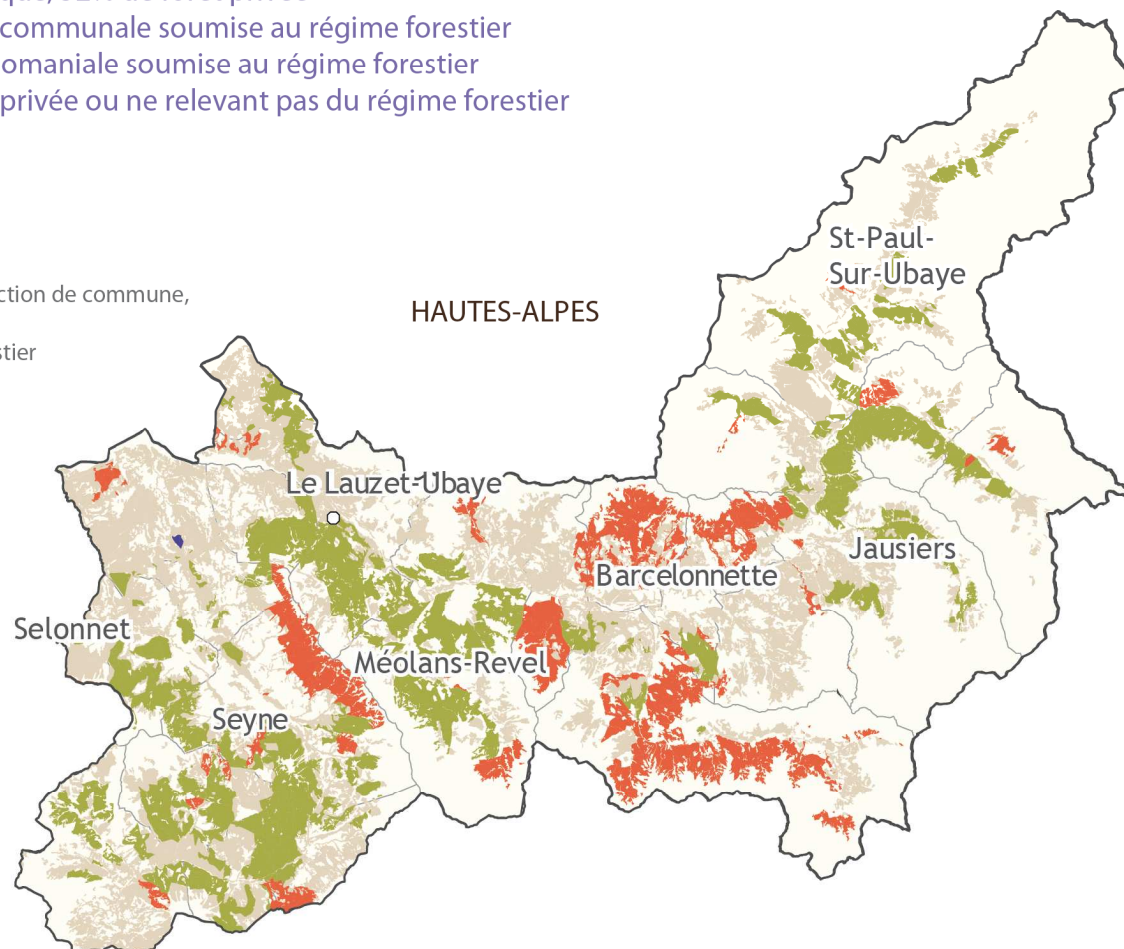 communale soumise au régime forestier
omaniale soumise au régime forestier
privée ou ne relevant pas du régime forestier
St-Paul-
Sur-Ubaye
ction de commune,
HAUTES-ALPES
stier
Le Lauzet-Ubaye
Jausiers
Barcelonnette
Selonnet
Méolans-Revel
Seyne